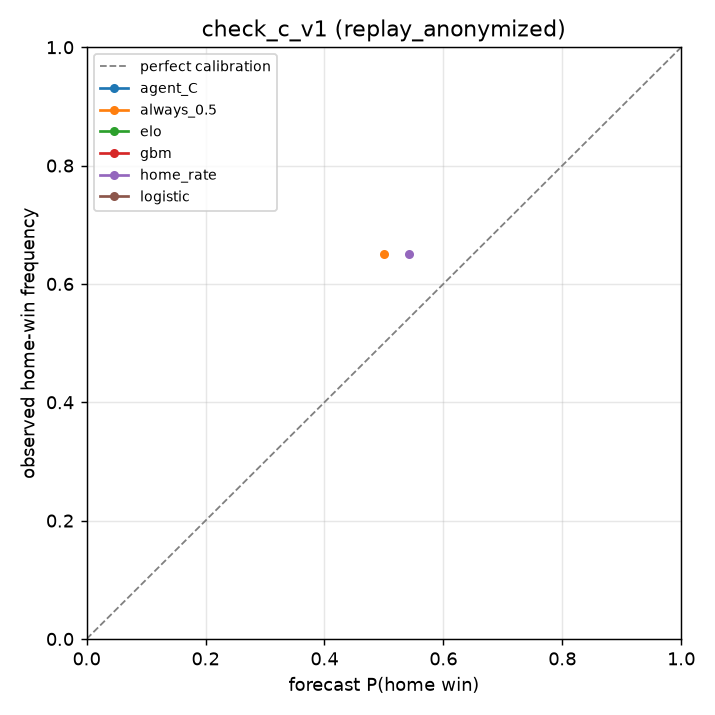 check_c_v1 (replay_anonymized)
1.0
perfect calibration
agent_C
always_0.5
elo
gbm
home_rate
logistic
0.8
0.6
0.4
0.2
0.0
observed home-win frequency
0.0 0.2 0.4 0.6 0.8 1.0
forecast P(home win)